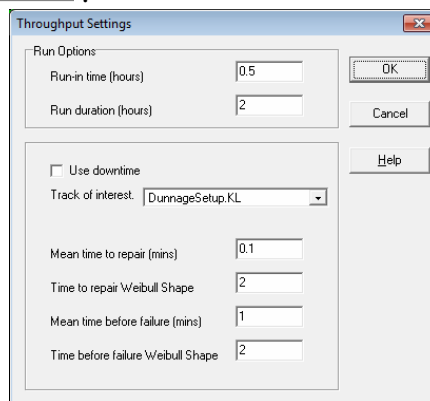 Throughput Settings
Run Options
Run-in time (hours) 0.5
Run duration (hours) 2
OK
Cancel
Help
Use downtime
Track of interest. DunnageSetup.KL
Mean time to repair (mins) 0.1
Time to repair Weibull Shape 2
Mean time before failure (mins) 1
Time before failure Weibull Shape 2